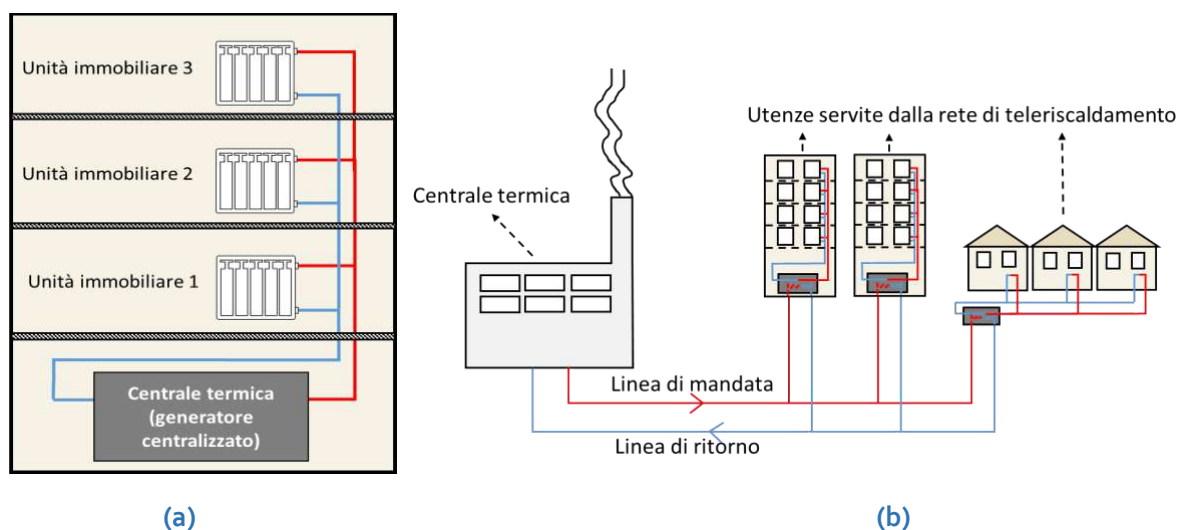 Unità immobiliare 3
Unità immobiliare 2
Unità immobiliare 1
Centrale termica
(generatore
centralizzato)
(a)
Utenze servite dalla rete di teleriscaldamento
Centrale termica
Linea di mandata
Linea di ritorno
(b)